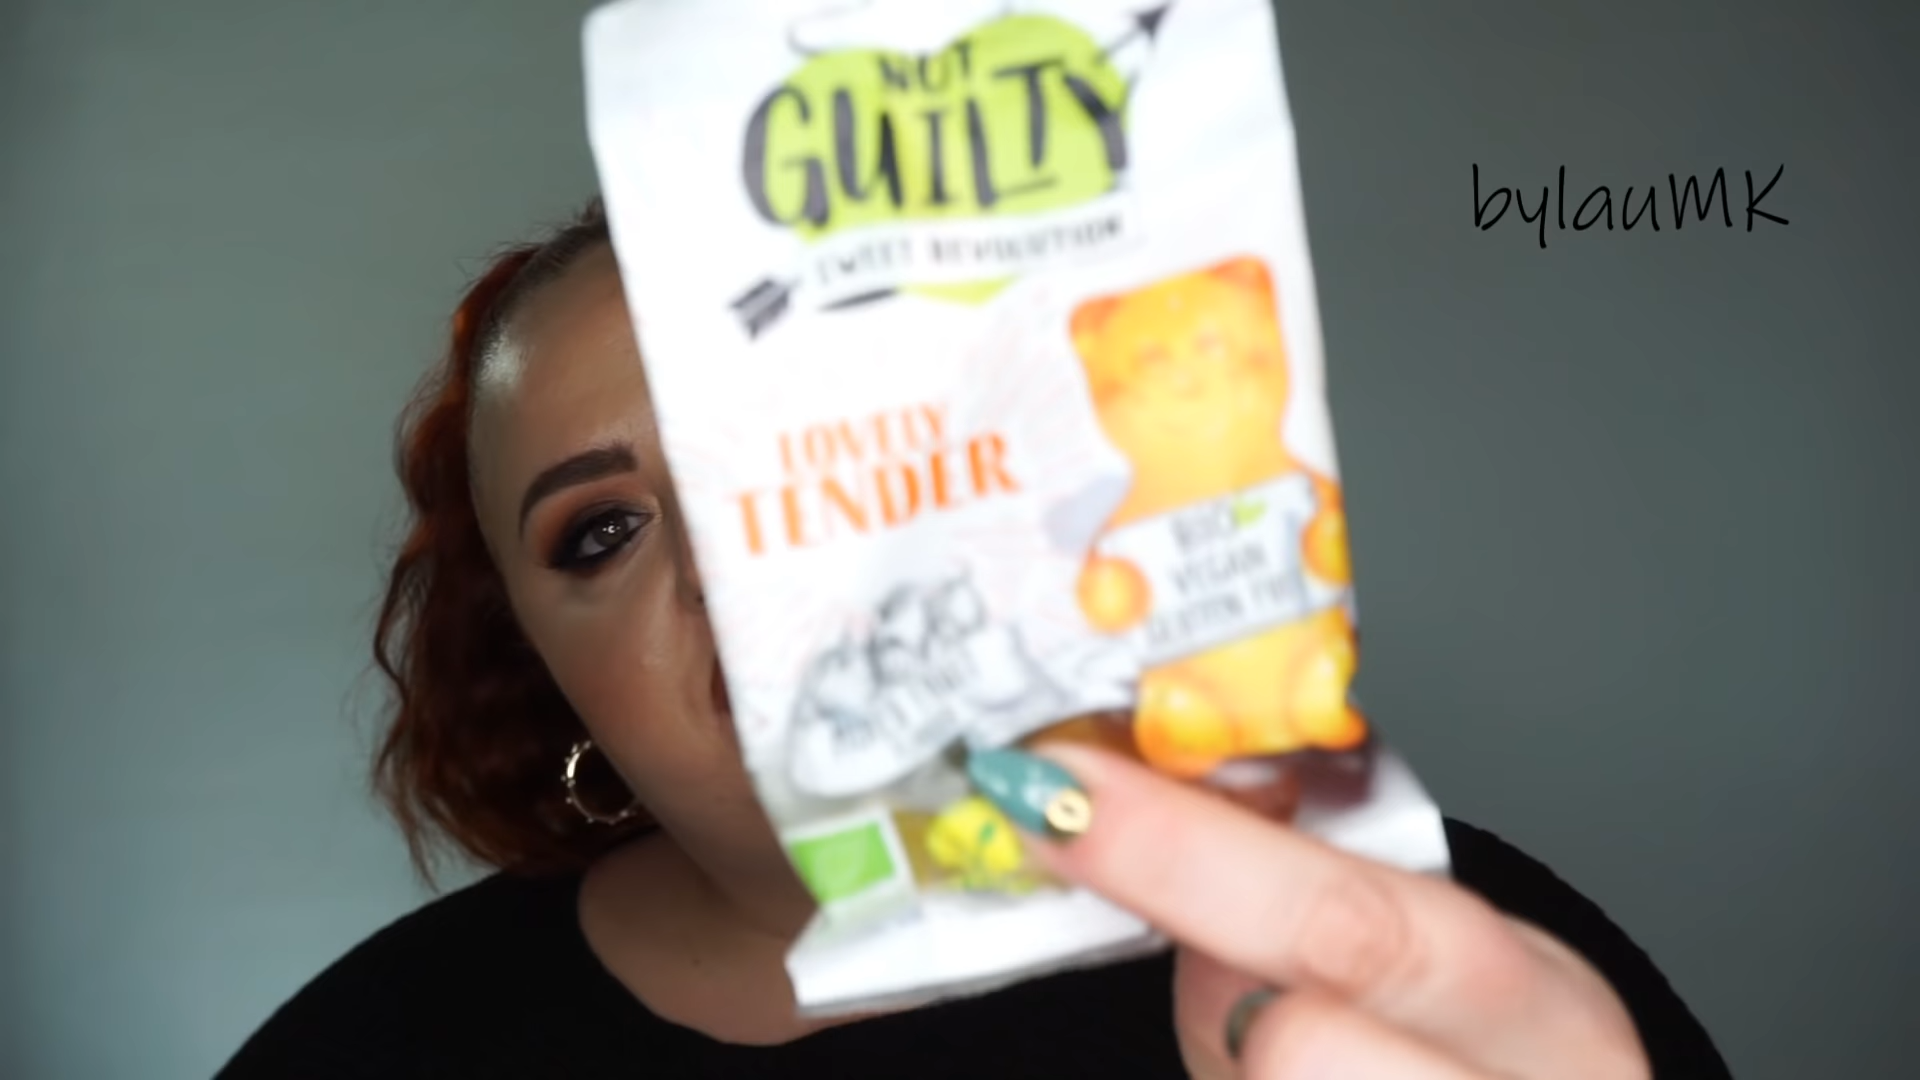 NOT
GUILTY
SWEET REVOLUTION
bylauMK
LOVELY
TENDER
BIO
VEGAN
GLUTEN FREE